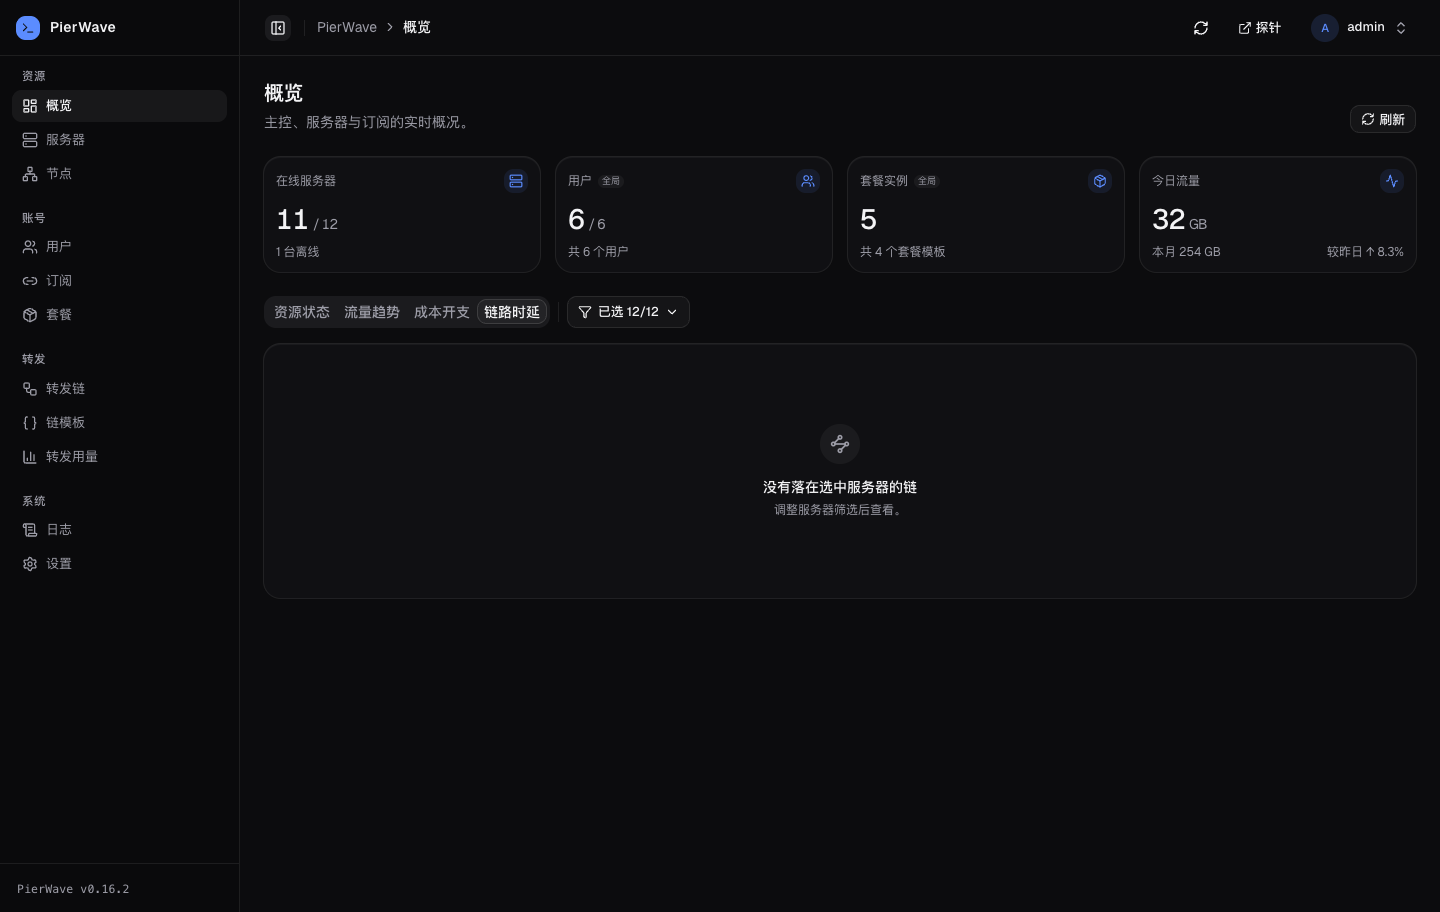 PierWave
PierWave > 概览
探针
A admin
资源
概览
服务器
节点
账号
用户
订阅
套餐
转发
转发链
链模板
转发用量
系统
日志
设置
PierWave v0.16.2
概览
主控、服务器与订阅的实时概况。
刷新
在线服务器
11 / 12
1 台离线
用户 全局
6 / 6
共 6 个用户
套餐实例 全局
5
共 4 个套餐模板
今日流量
32 GB
本月 254 GB 较昨日 ↑ 8.3%
资源状态 流量趋势 成本开支 链路时延 已选 12/12
没有落在选中服务器的链
调整服务器筛选后查看。